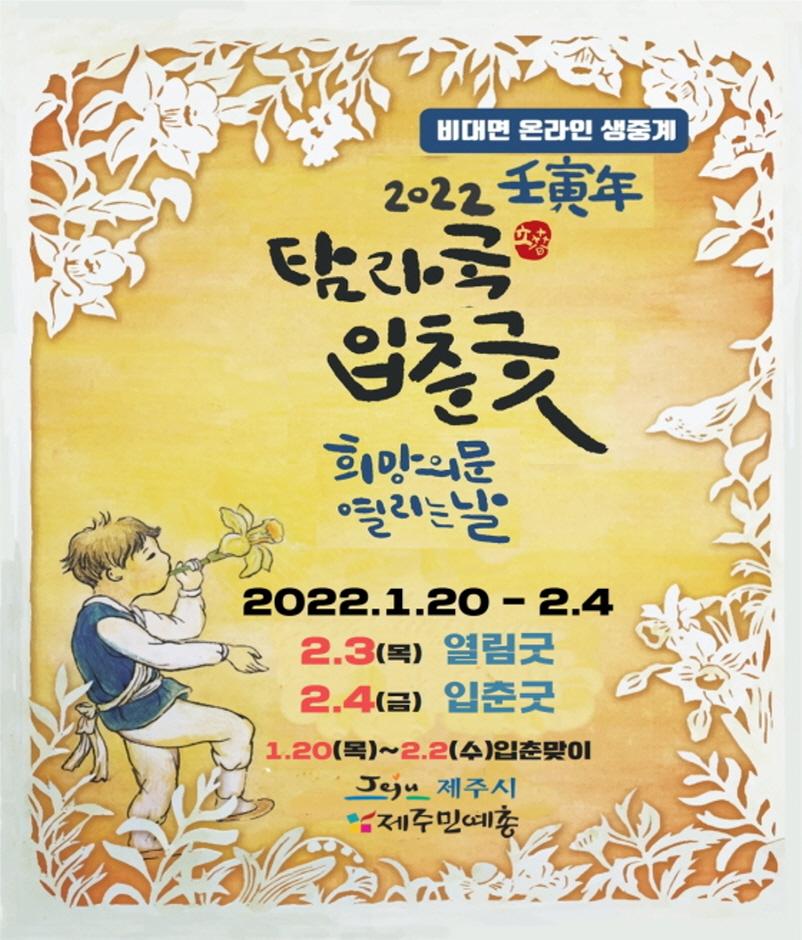 비대면 온라인 생중계
2022 壬寅年
탐라국
立春
입춘굿
희망의 문
열리는 날
2022.1.20 - 2.4
2.3(목) 열림굿
2.4(금) 입춘굿
1.20(목)~2.2(수)입춘맞이
Jeju 제주시
제주민예총